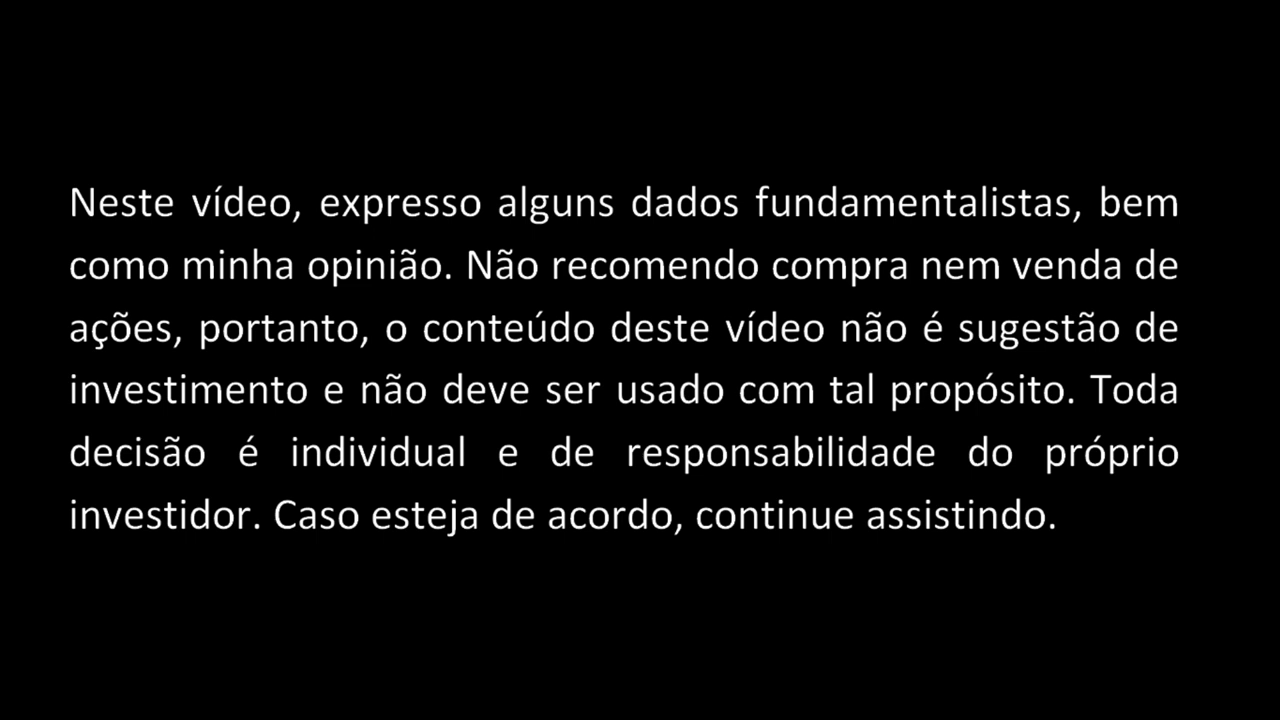 Neste vídeo, expresso alguns dados fundamentalistas, bem
como minha opinião. Não recomendo compra nem venda de
ações, portanto, o conteúdo deste vídeo não é sugestão de
investimento e não deve ser usado com tal propósito. Toda
decisão é individual e de responsabilidade do próprio
investidor. Caso esteja de acordo, continue assistindo.